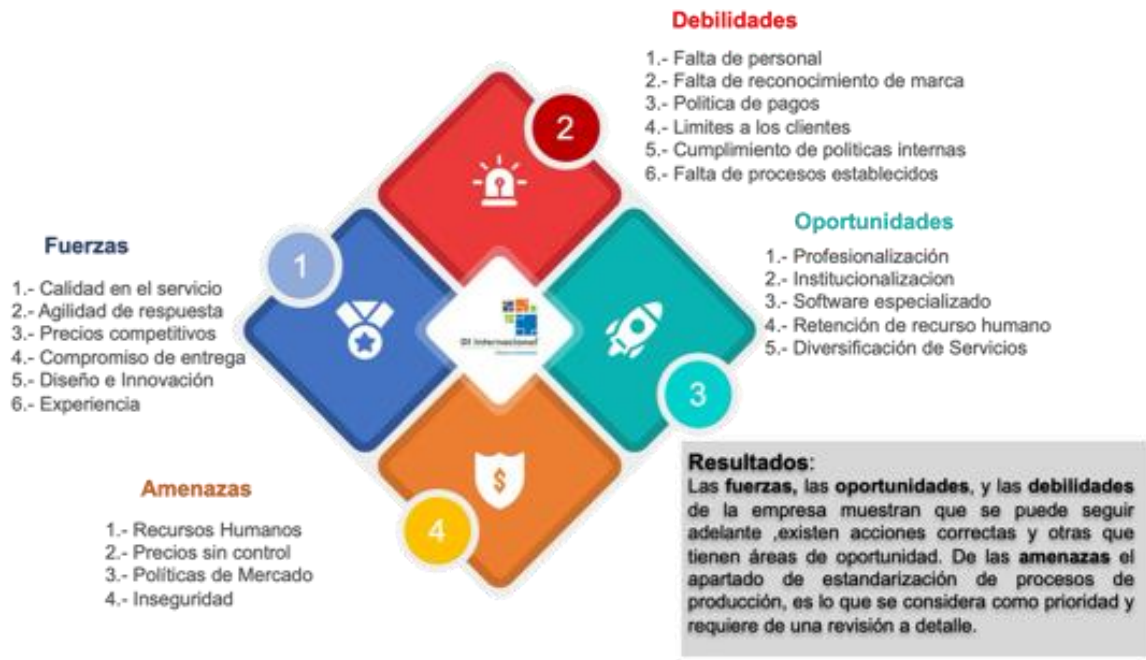 Debilidades
1.- Falta de personal
2.- Falta de reconocimiento de marca
3.- Politica de pagos
4.- Limites a los clientes
5.- Cumplimiento de politicas internas
6.- Falta de procesos establecidos
2
Oportunidades
1.- Profesionalización
2.- Institucionalizacion
3.- Software especializado
4.- Retención de recurso humano
5.- Diversificación de Servicios
3
Fuerzas
1.- Calidad en el servicio
2.- Agilidad de respuesta
3.- Precios competitivos
4.- Compromiso de entrega
5.- Diseño e Innovación
6.- Experiencia
1
Internacional
Amenazas
1.- Recursos Humanos
2.- Precios sin control
3.- Políticas de Mercado
4.- Inseguridad
4
$
Resultados:
Las fuerzas, las oportunidades, y las debilidades
de la empresa muestran que se puede seguir
adelante ,existen acciones correctas y otras que
tienen áreas de oportunidad. De las amenazas el
apartado de estandarización de procesos de
producción, es lo que se considera como prioridad y
requiere de una revisión a detalle.